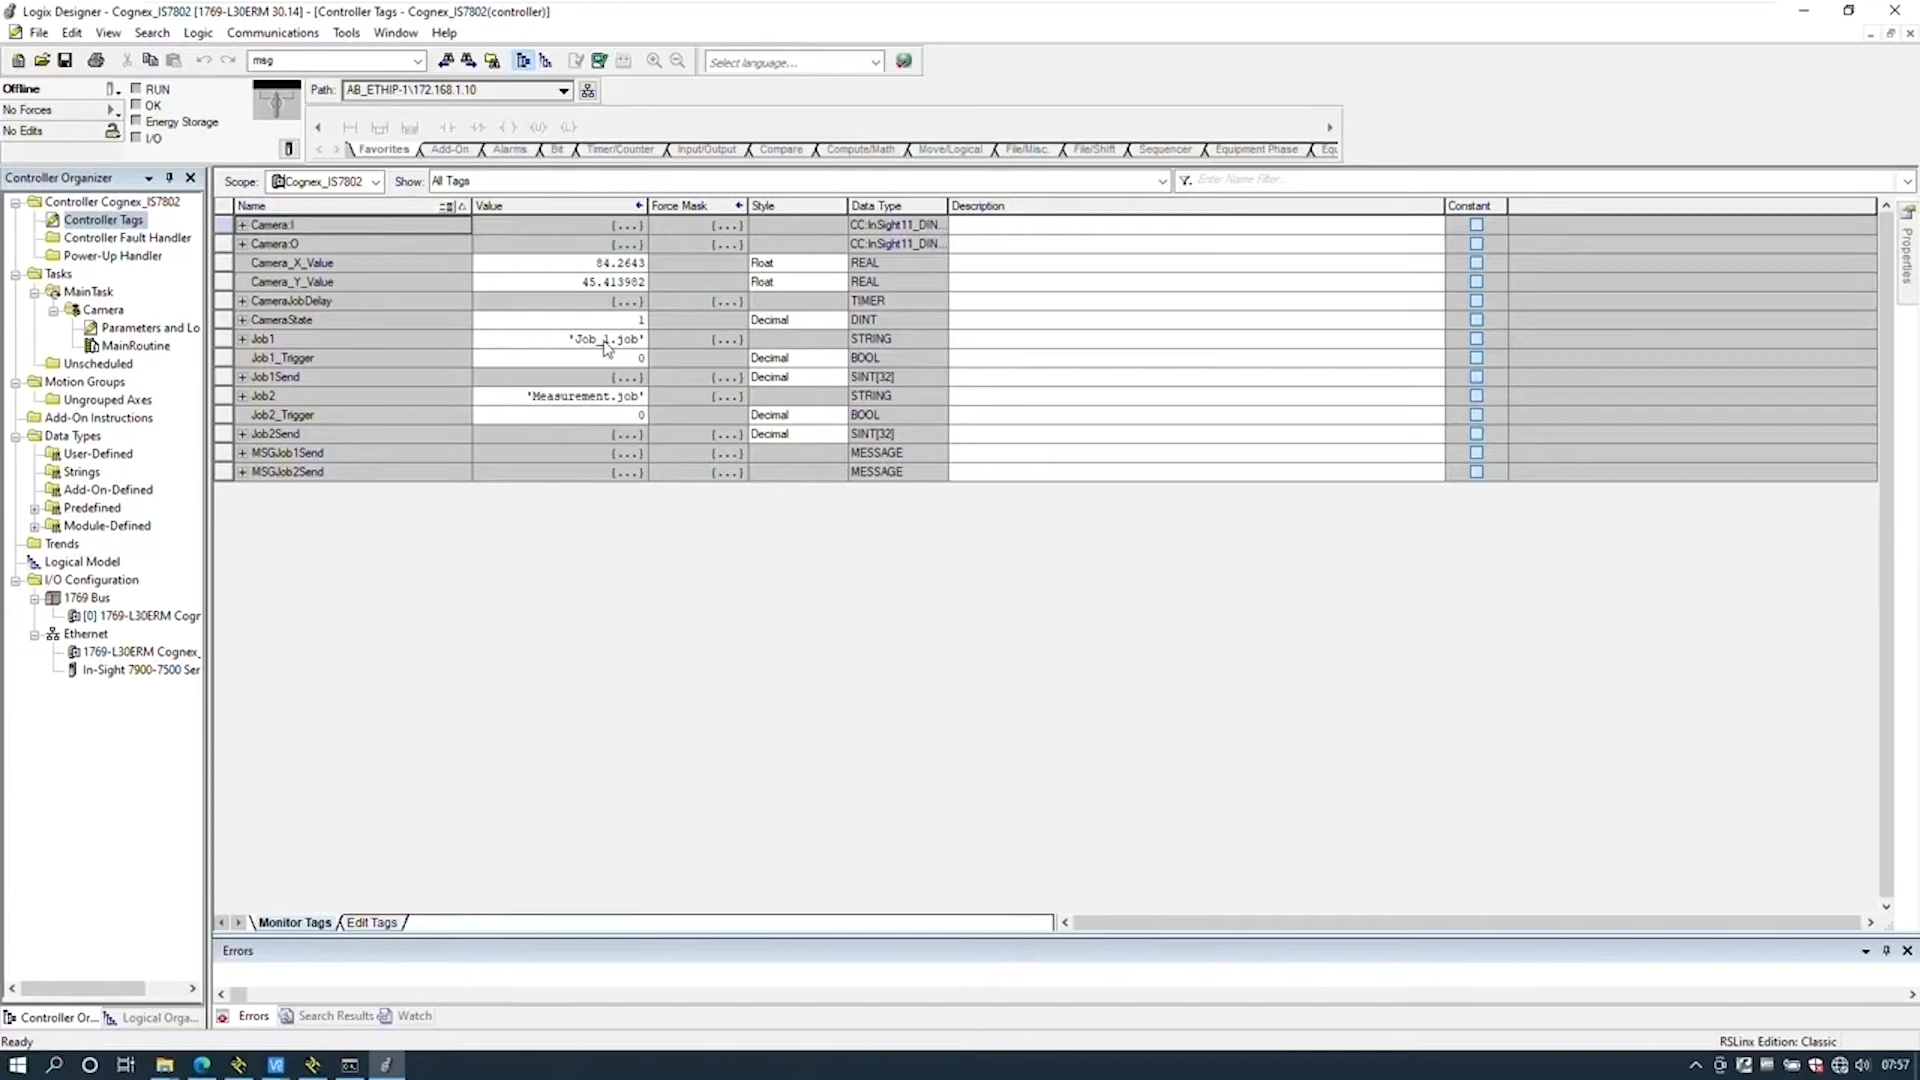 Logix Designer - Cognex_IS7802 [1769-L30ERM 30.14] - [Controller Tags - Cognex_IS7802(controller)]
File Edit View Search Logic Communications Tools Window Help
msg
Select language...
Offline
RUN
No Forces
OK
Energy Storage
No Edits
I/O
Path: AB_ETHIP-1\172.168.1.10
Favorites Add-On Alarms Bit Timer/Counter Input/Output Compare Compute/Math Move/Logical File/Misc. File/Shift Sequencer Equipment Phase Equ
Controller Organizer
Controller Cognex_IS7802
Controller Tags
Controller Fault Handler
Power-Up Handler
Tasks
MainTask
Camera
Parameters and Lo
MainRoutine
Unscheduled
Motion Groups
Ungrouped Axes
Add-On Instructions
Data Types
User-Defined
Strings
Add-On-Defined
Predefined
Module-Defined
Trends
Logical Model
I/O Configuration
1769 Bus
[0] 1769-L30ERM Cogr
Ethernet
1769-L30ERM Cognex_
In-Sight 7900-7500 Ser
Controller Or... Logical Orga...
Scope: Cognex_IS7802 Show: All Tags Enter Name Filter...
Name Value Force Mask Style Data Type Description Constant
Camera:I {...} {...} CC:InSight11_DIN...
Camera:O {...} {...} CC:InSight11_DIN...
Camera_X_Value 84.2643 Float REAL
Camera_Y_Value 45.413982 Float REAL
CameraJobDelay {...} {...} TIMER
CameraState 1 Decimal DINT
Job1 'Job_1.job' {...} STRING
Job1_Trigger 0 Decimal BOOL
Job1Send {...} {...} Decimal SINT[32]
Job2 'Measurement.job' {...} STRING
Job2_Trigger 0 Decimal BOOL
Job2Send {...} {...} Decimal SINT[32]
MSGJob1Send {...} {...} MESSAGE
MSGJob2Send {...} {...} MESSAGE
Properties
Monitor Tags Edit Tags
Errors
Errors Search Results Watch
Ready
RSLinx Edition: Classic
07:57